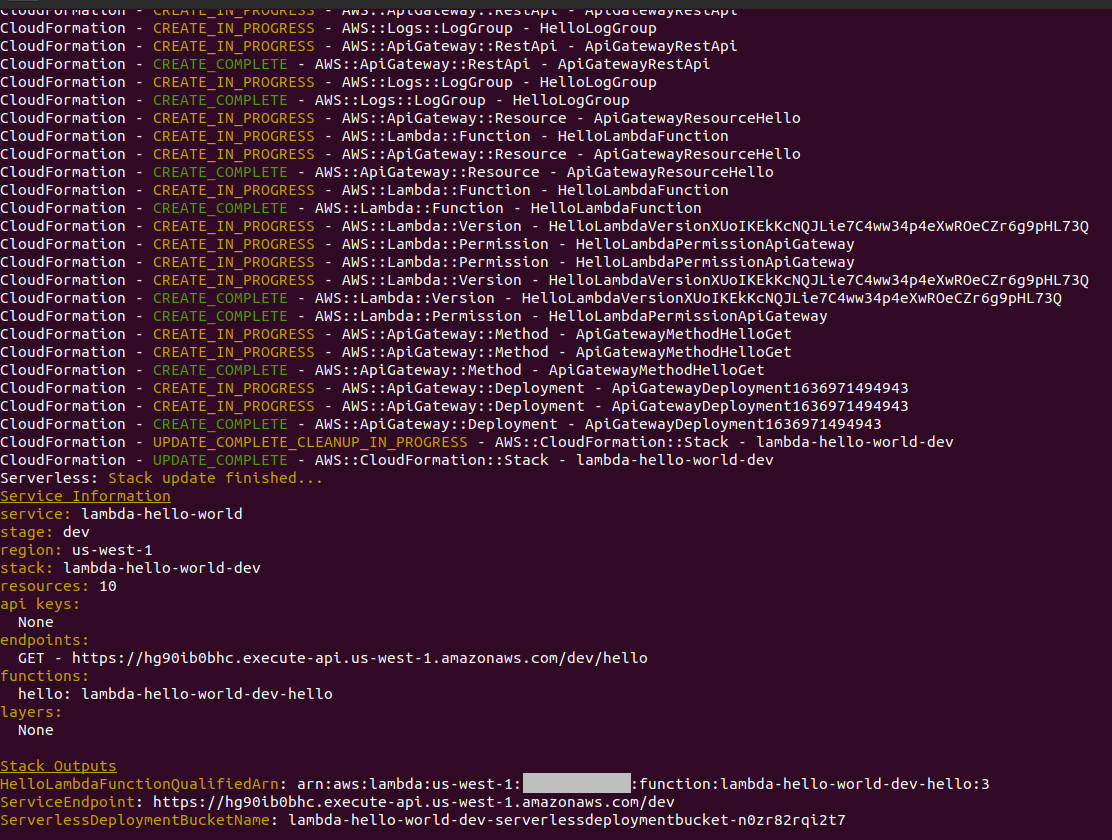 CloudFormation - CREATE_IN_PROGRESS - AWS::ApiGateway::RestApi - ApiGatewayRestApi
CloudFormation - CREATE_IN_PROGRESS - AWS::Logs::LogGroup - HelloLogGroup
CloudFormation - CREATE_IN_PROGRESS - AWS::ApiGateway::RestApi - ApiGatewayRestApi
CloudFormation - CREATE_COMPLETE - AWS::ApiGateway::RestApi - ApiGatewayRestApi
CloudFormation - CREATE_IN_PROGRESS - AWS::Logs::LogGroup - HelloLogGroup
CloudFormation - CREATE_COMPLETE - AWS::Logs::LogGroup - HelloLogGroup
CloudFormation - CREATE_IN_PROGRESS - AWS::ApiGateway::Resource - ApiGatewayResourceHello
CloudFormation - CREATE_IN_PROGRESS - AWS::Lambda::Function - HelloLambdaFunction
CloudFormation - CREATE_IN_PROGRESS - AWS::ApiGateway::Resource - ApiGatewayResourceHello
CloudFormation - CREATE_COMPLETE - AWS::ApiGateway::Resource - ApiGatewayResourceHello
CloudFormation - CREATE_IN_PROGRESS - AWS::Lambda::Function - HelloLambdaFunction
CloudFormation - CREATE_COMPLETE - AWS::Lambda::Function - HelloLambdaFunction
CloudFormation - CREATE_IN_PROGRESS - AWS::Lambda::Version - HelloLambdaVersionXUoIKEkKcNQJLie7C4ww34p4eXwROeCZr6g9pHL73Q
CloudFormation - CREATE_IN_PROGRESS - AWS::Lambda::Permission - HelloLambdaPermissionApiGateway
CloudFormation - CREATE_IN_PROGRESS - AWS::Lambda::Permission - HelloLambdaPermissionApiGateway
CloudFormation - CREATE_IN_PROGRESS - AWS::Lambda::Version - HelloLambdaVersionXUoIKEkKcNQJLie7C4ww34p4eXwROeCZr6g9pHL73Q
CloudFormation - CREATE_COMPLETE - AWS::Lambda::Version - HelloLambdaVersionXUoIKEkKcNQJLie7C4ww34p4eXwROeCZr6g9pHL73Q
CloudFormation - CREATE_COMPLETE - AWS::Lambda::Permission - HelloLambdaPermissionApiGateway
CloudFormation - CREATE_IN_PROGRESS - AWS::ApiGateway::Method - ApiGatewayMethodHelloGet
CloudFormation - CREATE_IN_PROGRESS - AWS::ApiGateway::Method - ApiGatewayMethodHelloGet
CloudFormation - CREATE_COMPLETE - AWS::ApiGateway::Method - ApiGatewayMethodHelloGet
CloudFormation - CREATE_IN_PROGRESS - AWS::ApiGateway::Deployment - ApiGatewayDeployment1636971494943
CloudFormation - CREATE_IN_PROGRESS - AWS::ApiGateway::Deployment - ApiGatewayDeployment1636971494943
CloudFormation - CREATE_COMPLETE - AWS::ApiGateway::Deployment - ApiGatewayDeployment1636971494943
CloudFormation - UPDATE_COMPLETE_CLEANUP_IN_PROGRESS - AWS::CloudFormation::Stack - lambda-hello-world-dev
CloudFormation - UPDATE_COMPLETE - AWS::CloudFormation::Stack - lambda-hello-world-dev
Serverless: Stack update finished...
Service Information
service: lambda-hello-world
stage: dev
region: us-west-1
stack: lambda-hello-world-dev
resources: 10
api keys:
  None
endpoints:
  GET - https://hg90ib0bhc.execute-api.us-west-1.amazonaws.com/dev/hello
functions:
  hello: lambda-hello-world-dev-hello
layers:
  None
Stack Outputs
HelloLambdaFunctionQualifiedArn: arn:aws:lambda:us-west-1: :function:lambda-hello-world-dev-hello:3
ServiceEndpoint: https://hg90ib0bhc.execute-api.us-west-1.amazonaws.com/dev
ServerlessDeploymentBucketName: lambda-hello-world-dev-serverlessdeploymentbucket-n0zr82rqi2t7